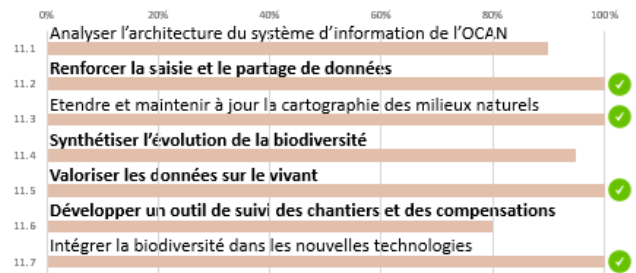 0% 20% 40% 60% 80% 100%
Analyser l’architecture du système d’information de l’OCAN
11.1
Renforcer la saisie et le partage de données
11.2
Etendre et maintenir à jour la cartographie des milieux naturels
11.3
Synthétiser l’évolution de la biodiversité
11.4
Valoriser les données sur le vivant
11.5
Développer un outil de suivi des chantiers et des compensations
11.6
Intégrer la biodiversité dans les nouvelles technologies
11.7